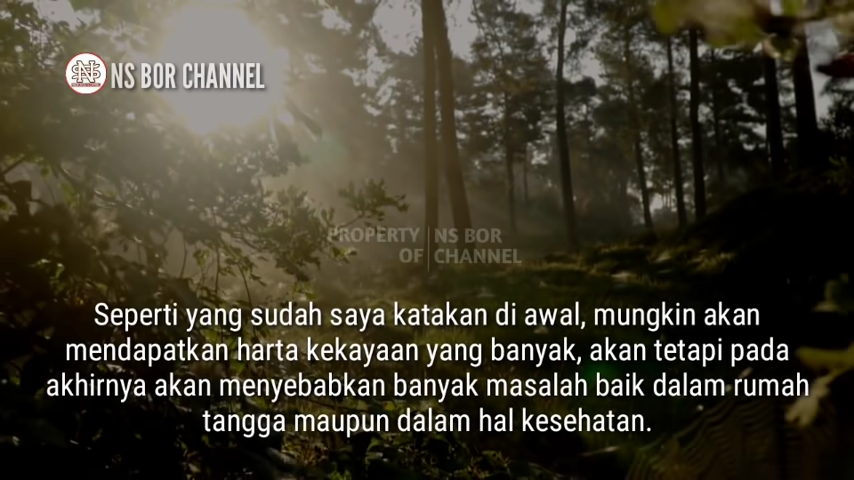 NS BOR CHANNEL
PROPERTY OF | NS BOR CHANNEL
Seperti yang sudah saya katakan di awal, mungkin akan
mendapatkan harta kekayaan yang banyak, akan tetapi pada
akhirnya akan menyebabkan banyak masalah baik dalam rumah
tangga maupun dalam hal kesehatan.